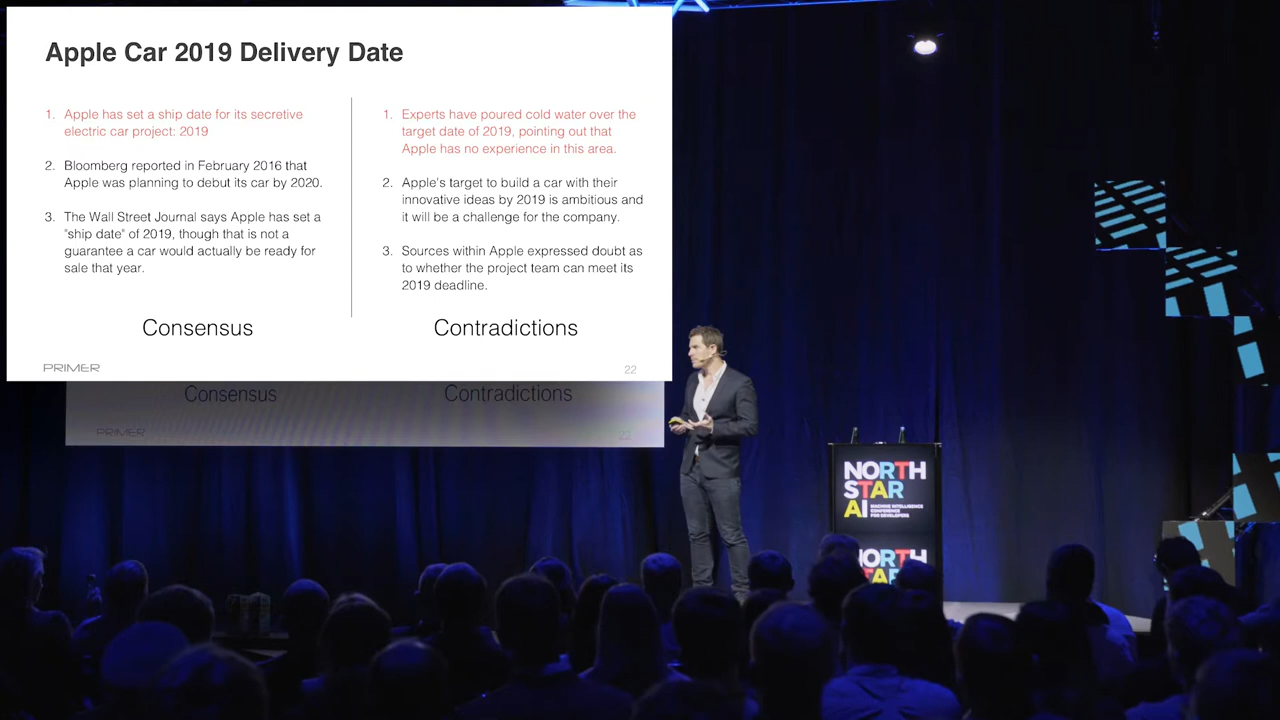 Apple Car 2019 Delivery Date
1. Apple has set a ship date for its secretive
electric car project: 2019
2. Bloomberg reported in February 2016 that
Apple was planning to debut its car by 2020.
3. The Wall Street Journal says Apple has set a
"ship date" of 2019, though that is not a
guarantee a car would actually be ready for
sale that year.
Consensus
1. Experts have poured cold water over the
target date of 2019, pointing out that
Apple has no experience in this area.
2. Apple's target to build a car with their
innovative ideas by 2019 is ambitious and
it will be a challenge for the company.
3. Sources within Apple expressed doubt as
to whether the project team can meet its
2019 deadline.
Contradictions
PRIMER
22
Consensus
Contradictions
PRIMER
22
NORTH
STAR
AI
MACHINE INTELLIGENCE
CONFERENCE
FOR DEVELOPERS
NORTH
STAR